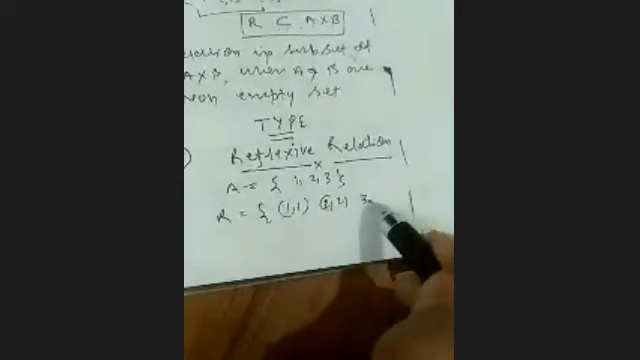 R C A×B
relation is subset of
A×B, when A & B are
non empty set
TYPE
Reflexive Relation
A = { 1, 2, 3 }
R = { (1,1) (2,2) 3